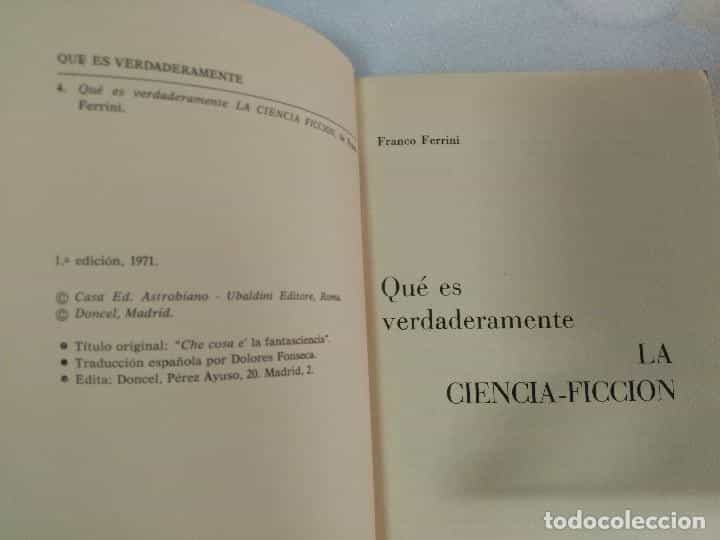 QUE ES VERDADERAMENTE
4. Qué es verdaderamente LA CIENCIA FICCION, de
Ferrini.
1.ª edición, 1971.
© Casa Ed. Astrobiano - Ubaldini Editore, Roma.
© Doncel, Madrid.
• Título original: "Che cosa e' la fantasciencia".
• Traducción española por Dolores Fonseca.
• Edita: Doncel, Pérez Ayuso, 20. Madrid, 2.
Franco Ferrini
Qué es
verdaderamente
LA
CIENCIA-FICCION
todocoleccion